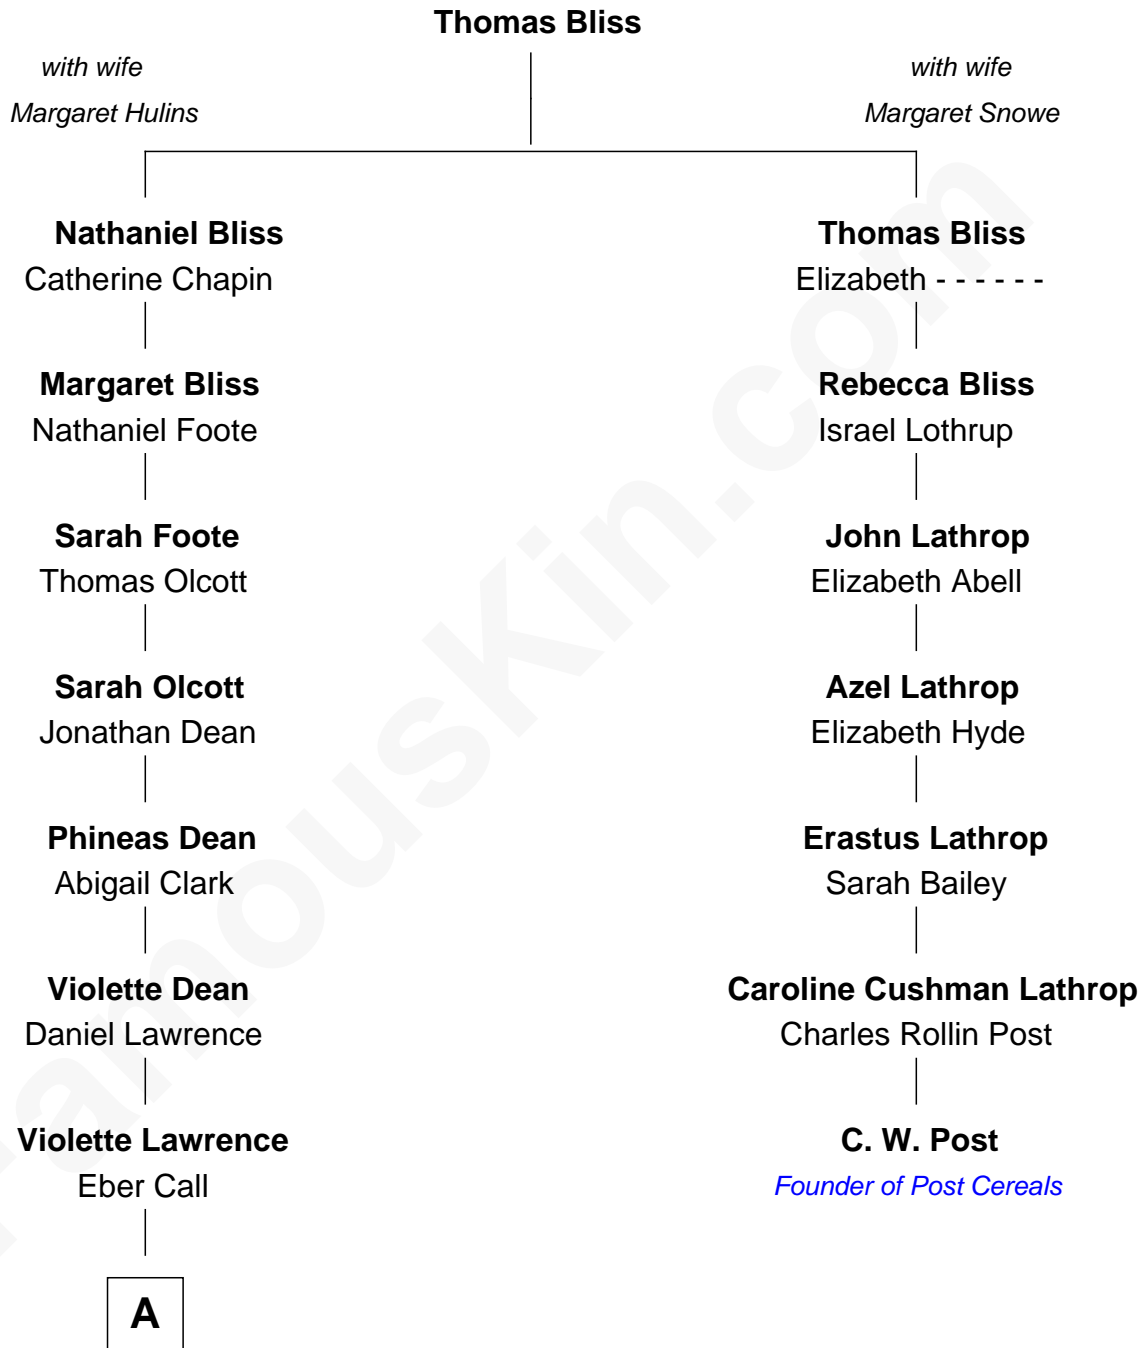 Thomas Bliss
with wife
Margaret Hulins
with wife
Margaret Snowe
Nathaniel Bliss
Catherine Chapin
Thomas Bliss
Elizabeth - - - - - -
Margaret Bliss
Nathaniel Foote
Rebecca Bliss
Israel Lothrup
Sarah Foote
Thomas Olcott
John Lathrop
Elizabeth Abell
Sarah Olcott
Jonathan Dean
Azel Lathrop
Elizabeth Hyde
Phineas Dean
Abigail Clark
Erastus Lathrop
Sarah Bailey
Violette Dean
Daniel Lawrence
Caroline Cushman Lathrop
Charles Rollin Post
Violette Lawrence
Eber Call
C. W. Post
Founder of Post Cereals
A
FamousKin.com